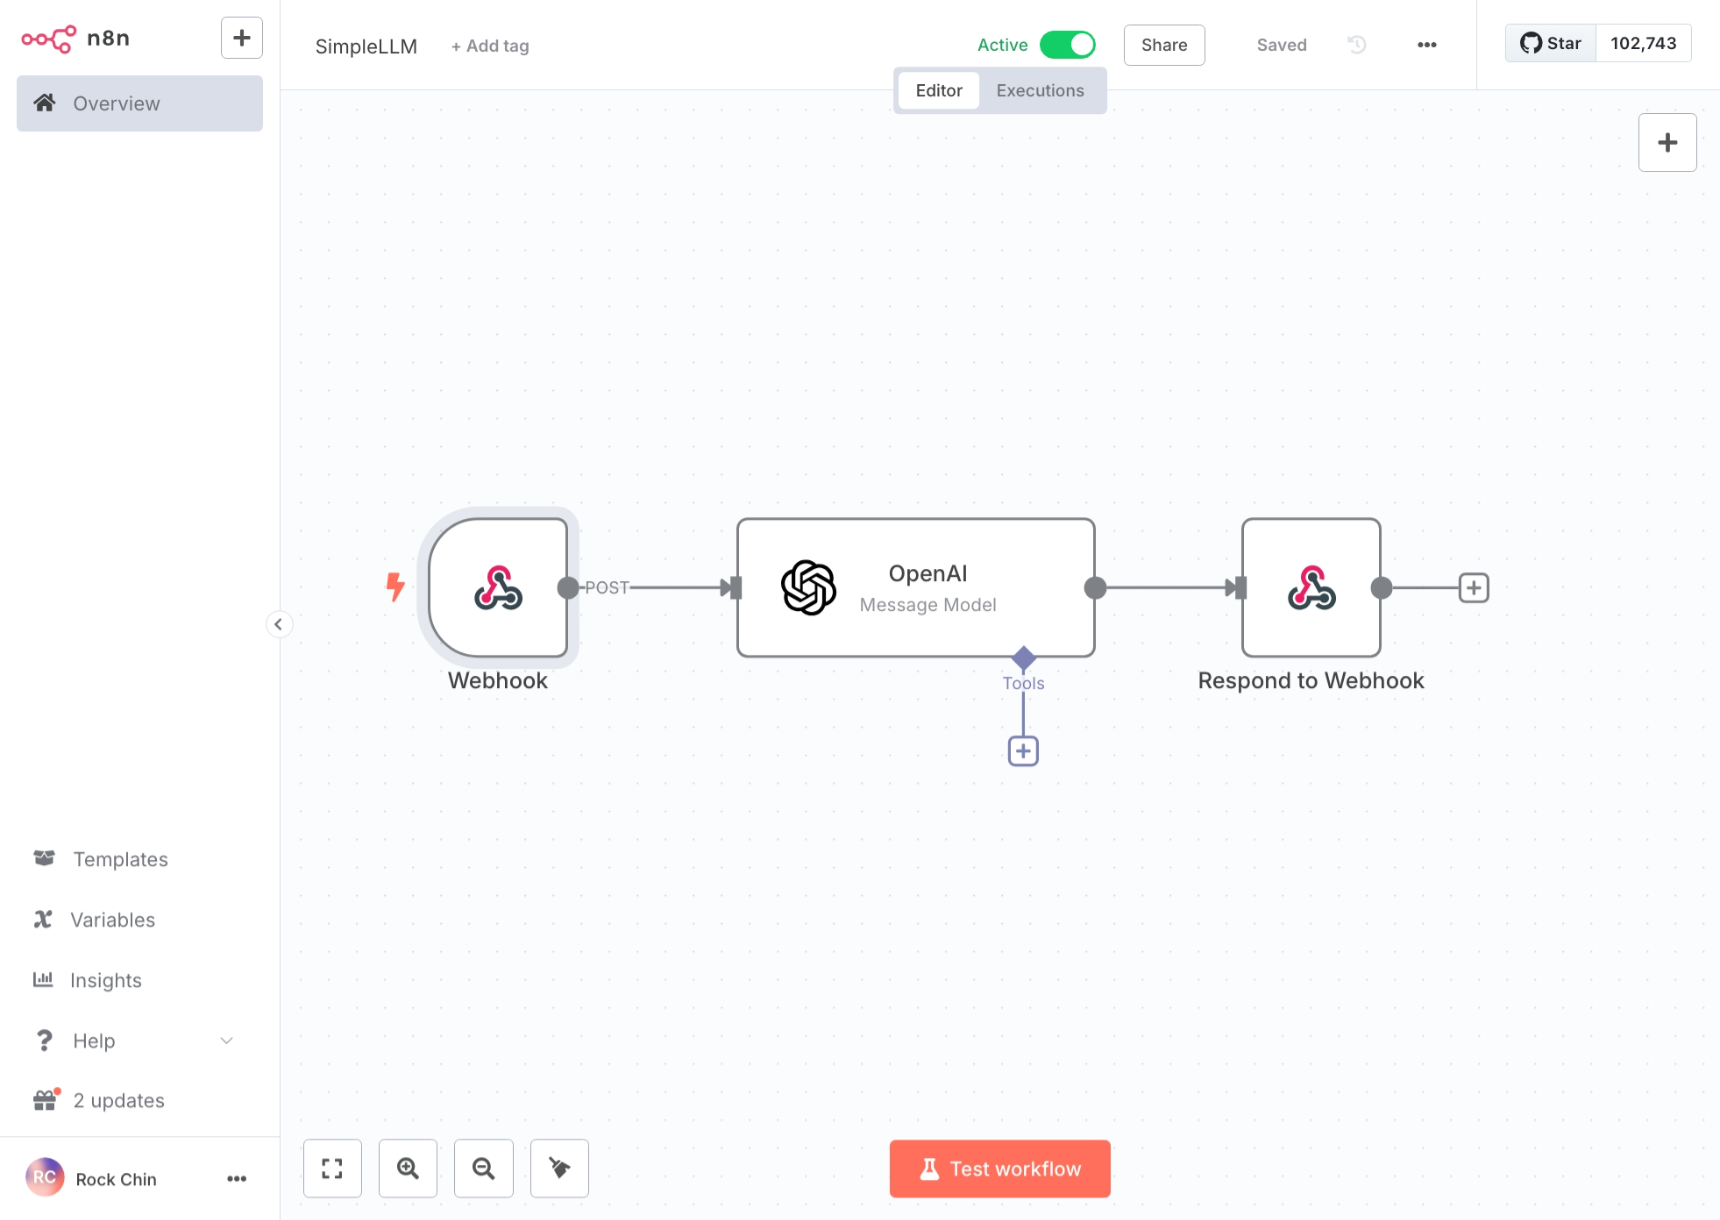 n8n
Overview
Templates
Variables
Insights
Help
2 updates
RC
Rock Chin
SimpleLLM
+ Add tag
Active
Share
Saved
Star
102,743
Editor
Executions
POST
Webhook
OpenAI
Message Model
Tools
Respond to Webhook
Test workflow